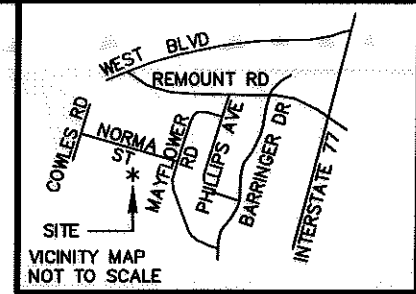 WEST BLVD
REMOUNT RD
COWLES RD
NORMA
ST
MAYFLOWER
RD
PHILLIPS AVE
BARRINGER DR
INTERSTATE 77
*
SITE
VICINITY MAP
NOT TO SCALE